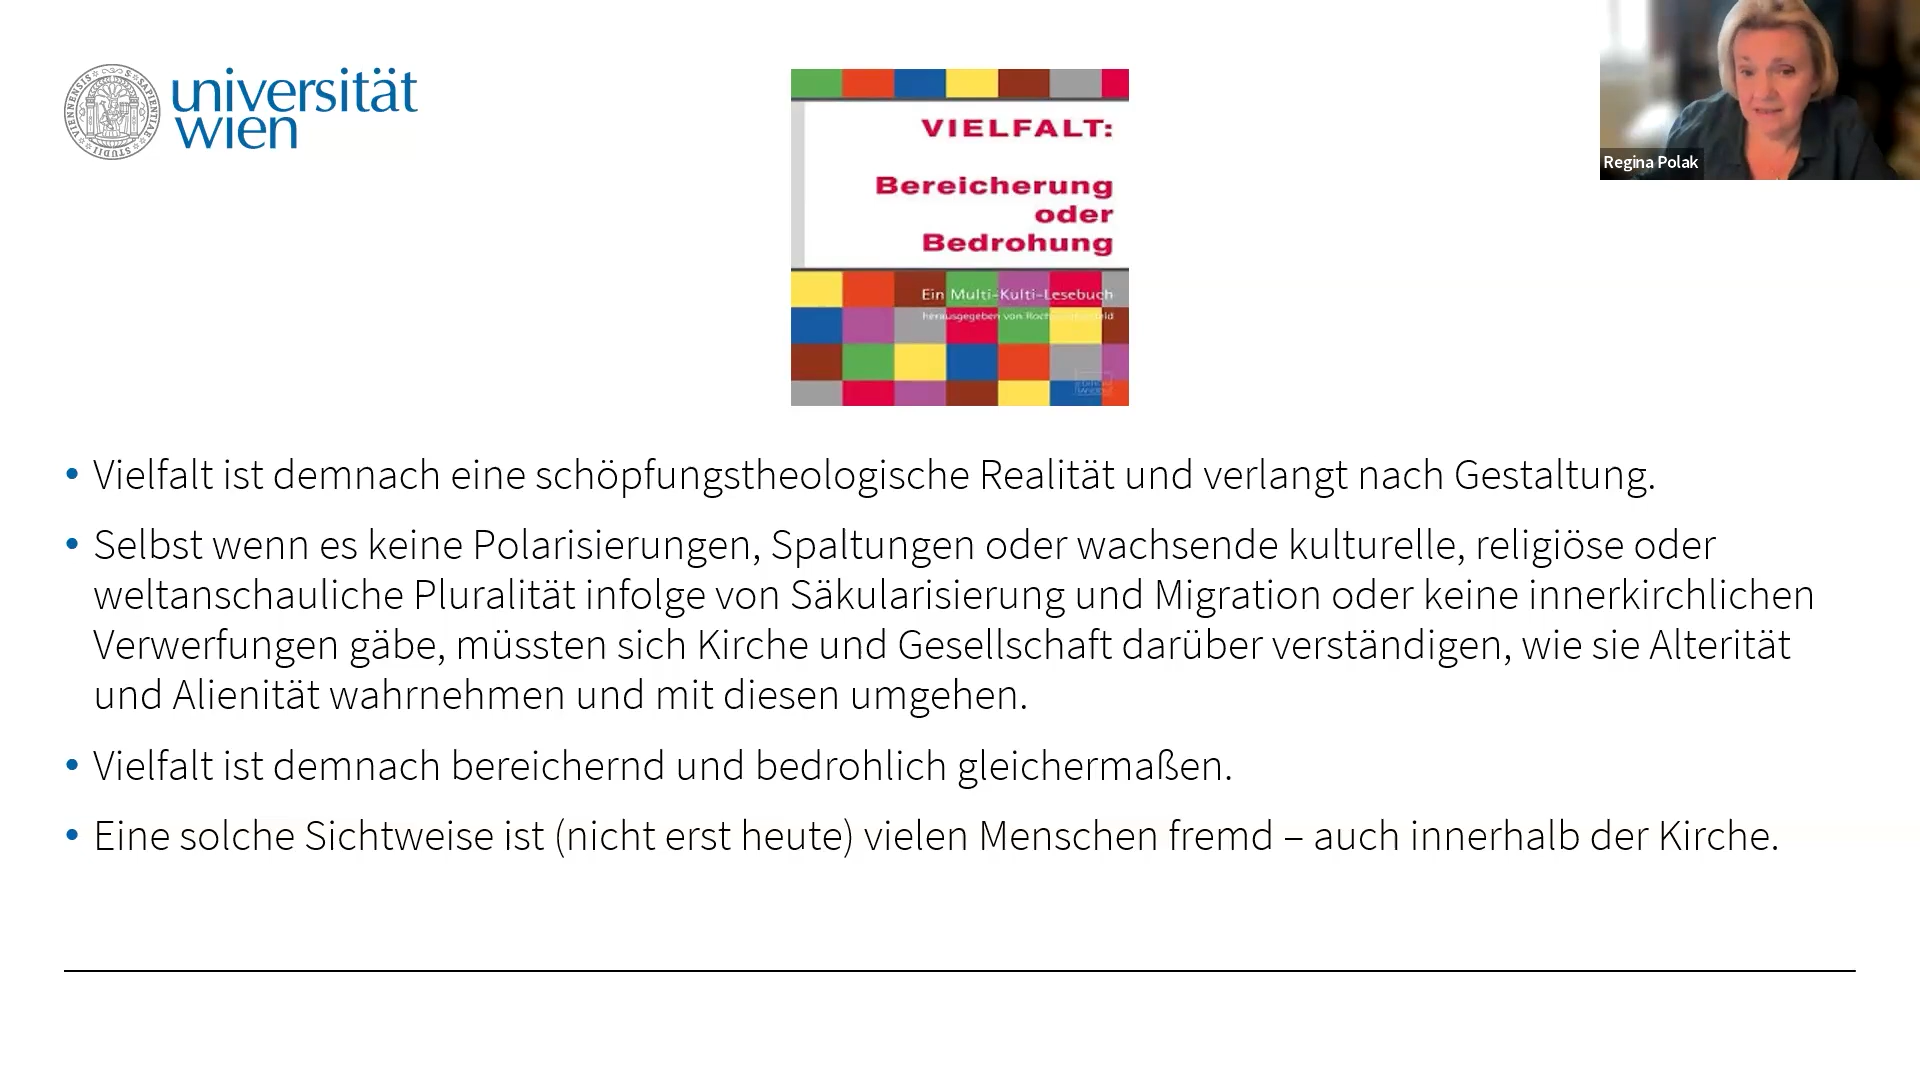 universität
wien
VIELFALT:
Bereicherung
oder
Bedrohung
Ein Multi-Kulti-Lesebuch
herausgegeben von
Regina Polak
• Vielfalt ist demnach eine schöpfungstheologische Realität und verlangt nach Gestaltung.
• Selbst wenn es keine Polarisierungen, Spaltungen oder wachsende kulturelle, religiöse oder
weltanschauliche Pluralität infolge von Säkularisierung und Migration oder keine innerkirchlichen
Verwerfungen gäbe, müssten sich Kirche und Gesellschaft darüber verständigen, wie sie Alterität
und Alienität wahrnehmen und mit diesen umgehen.
• Vielfalt ist demnach bereichernd und bedrohlich gleichermaßen.
• Eine solche Sichtweise ist (nicht erst heute) vielen Menschen fremd – auch innerhalb der Kirche.